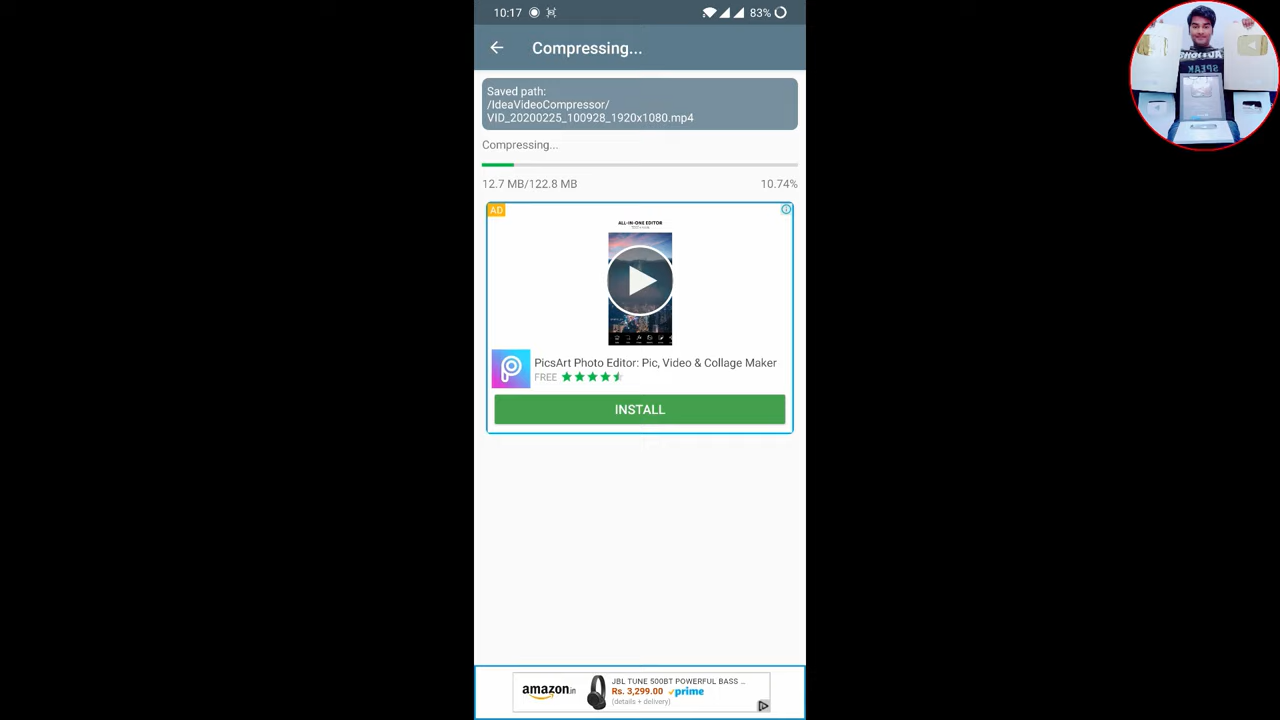 10:17
83%
Compressing...
Saved path:
/IdeaVideoCompressor/
VID_20200225_100928_1920x1080.mp4
Compressing...
12.7 MB/122.8 MB
10.74%
AD
ALL-IN-ONE EDITOR
PicsArt Photo Editor: Pic, Video & Collage Maker
FREE
INSTALL
amazon.in
JBL TUNE 500BT POWERFUL BASS ...
Rs. 3,299.00 prime
(details + delivery)
SPEAK